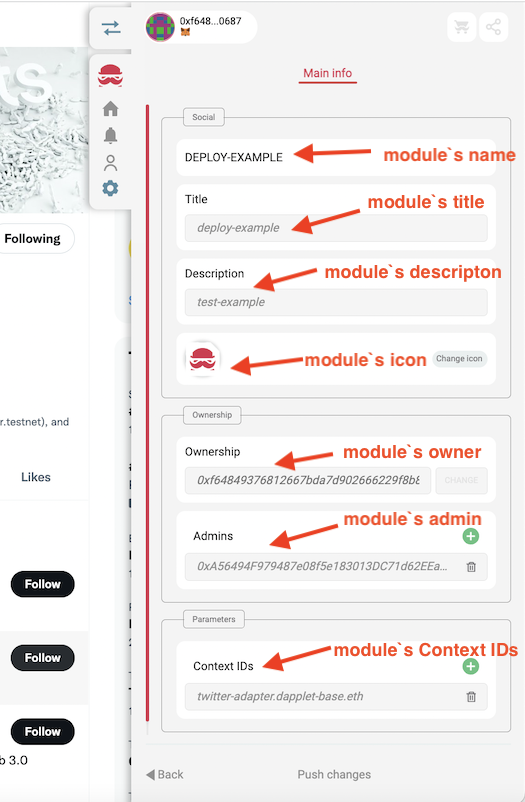 0xf648...0687
Main info
Social
DEPLOY-EXAMPLE
module`s name
Title
module`s title
deploy-example
Following
Description
module`s descripton
test-example
module`s icon
Change icon
r.testnet), and
Ownership
Ownership
module`s owner
0xf64849376812667bda7d902666229f8b8
CHANGE
Likes
Admins
module`s admin
0xA56494F979487e08f5e183013DC71d62EEa...
Follow
Parameters
module`s Context IDs
Follow
Context IDs
twitter-adapter.dapplet-base.eth
Follow
b 3.0
Back
Push changes